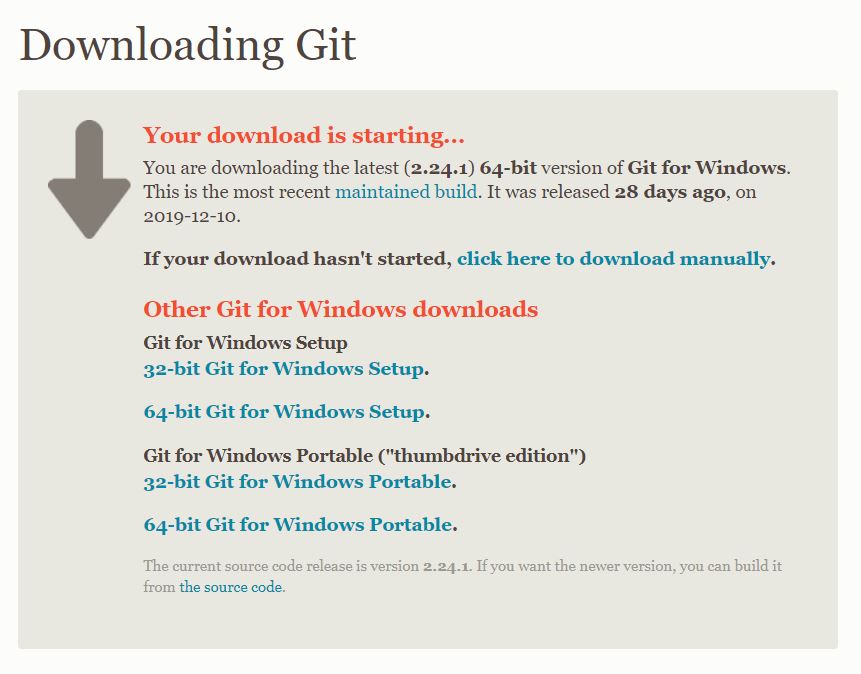 Downloading Git
Your download is starting...
You are downloading the latest (2.24.1) 64-bit version of Git for Windows.
This is the most recent maintained build. It was released 28 days ago, on
2019-12-10.
If your download hasn't started, click here to download manually.
Other Git for Windows downloads
Git for Windows Setup
32-bit Git for Windows Setup.
64-bit Git for Windows Setup.
Git for Windows Portable ("thumbdrive edition")
32-bit Git for Windows Portable.
64-bit Git for Windows Portable.
The current source code release is version 2.24.1. If you want the newer version, you can build it
from the source code.